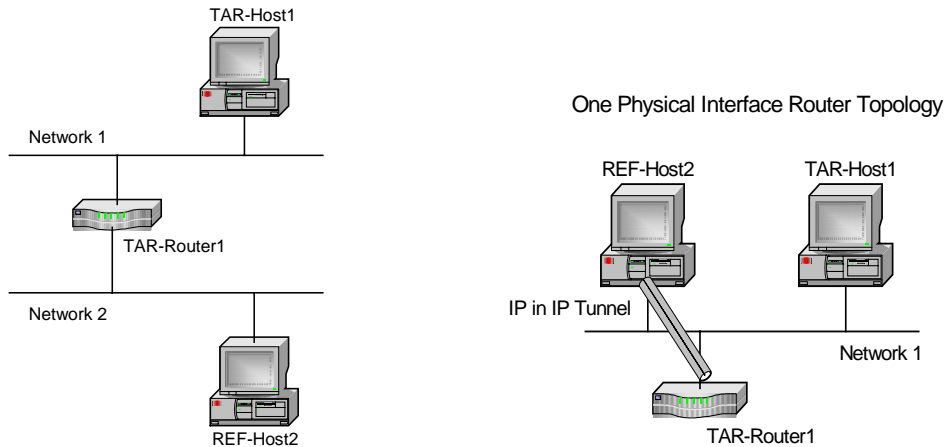 TAR-Host1
Network 1
TAR-Router1
Network 2
REF-Host2
One Physical Interface Router Topology
REF-Host2
TAR-Host1
IP in IP Tunnel
Network 1
TAR-Router1